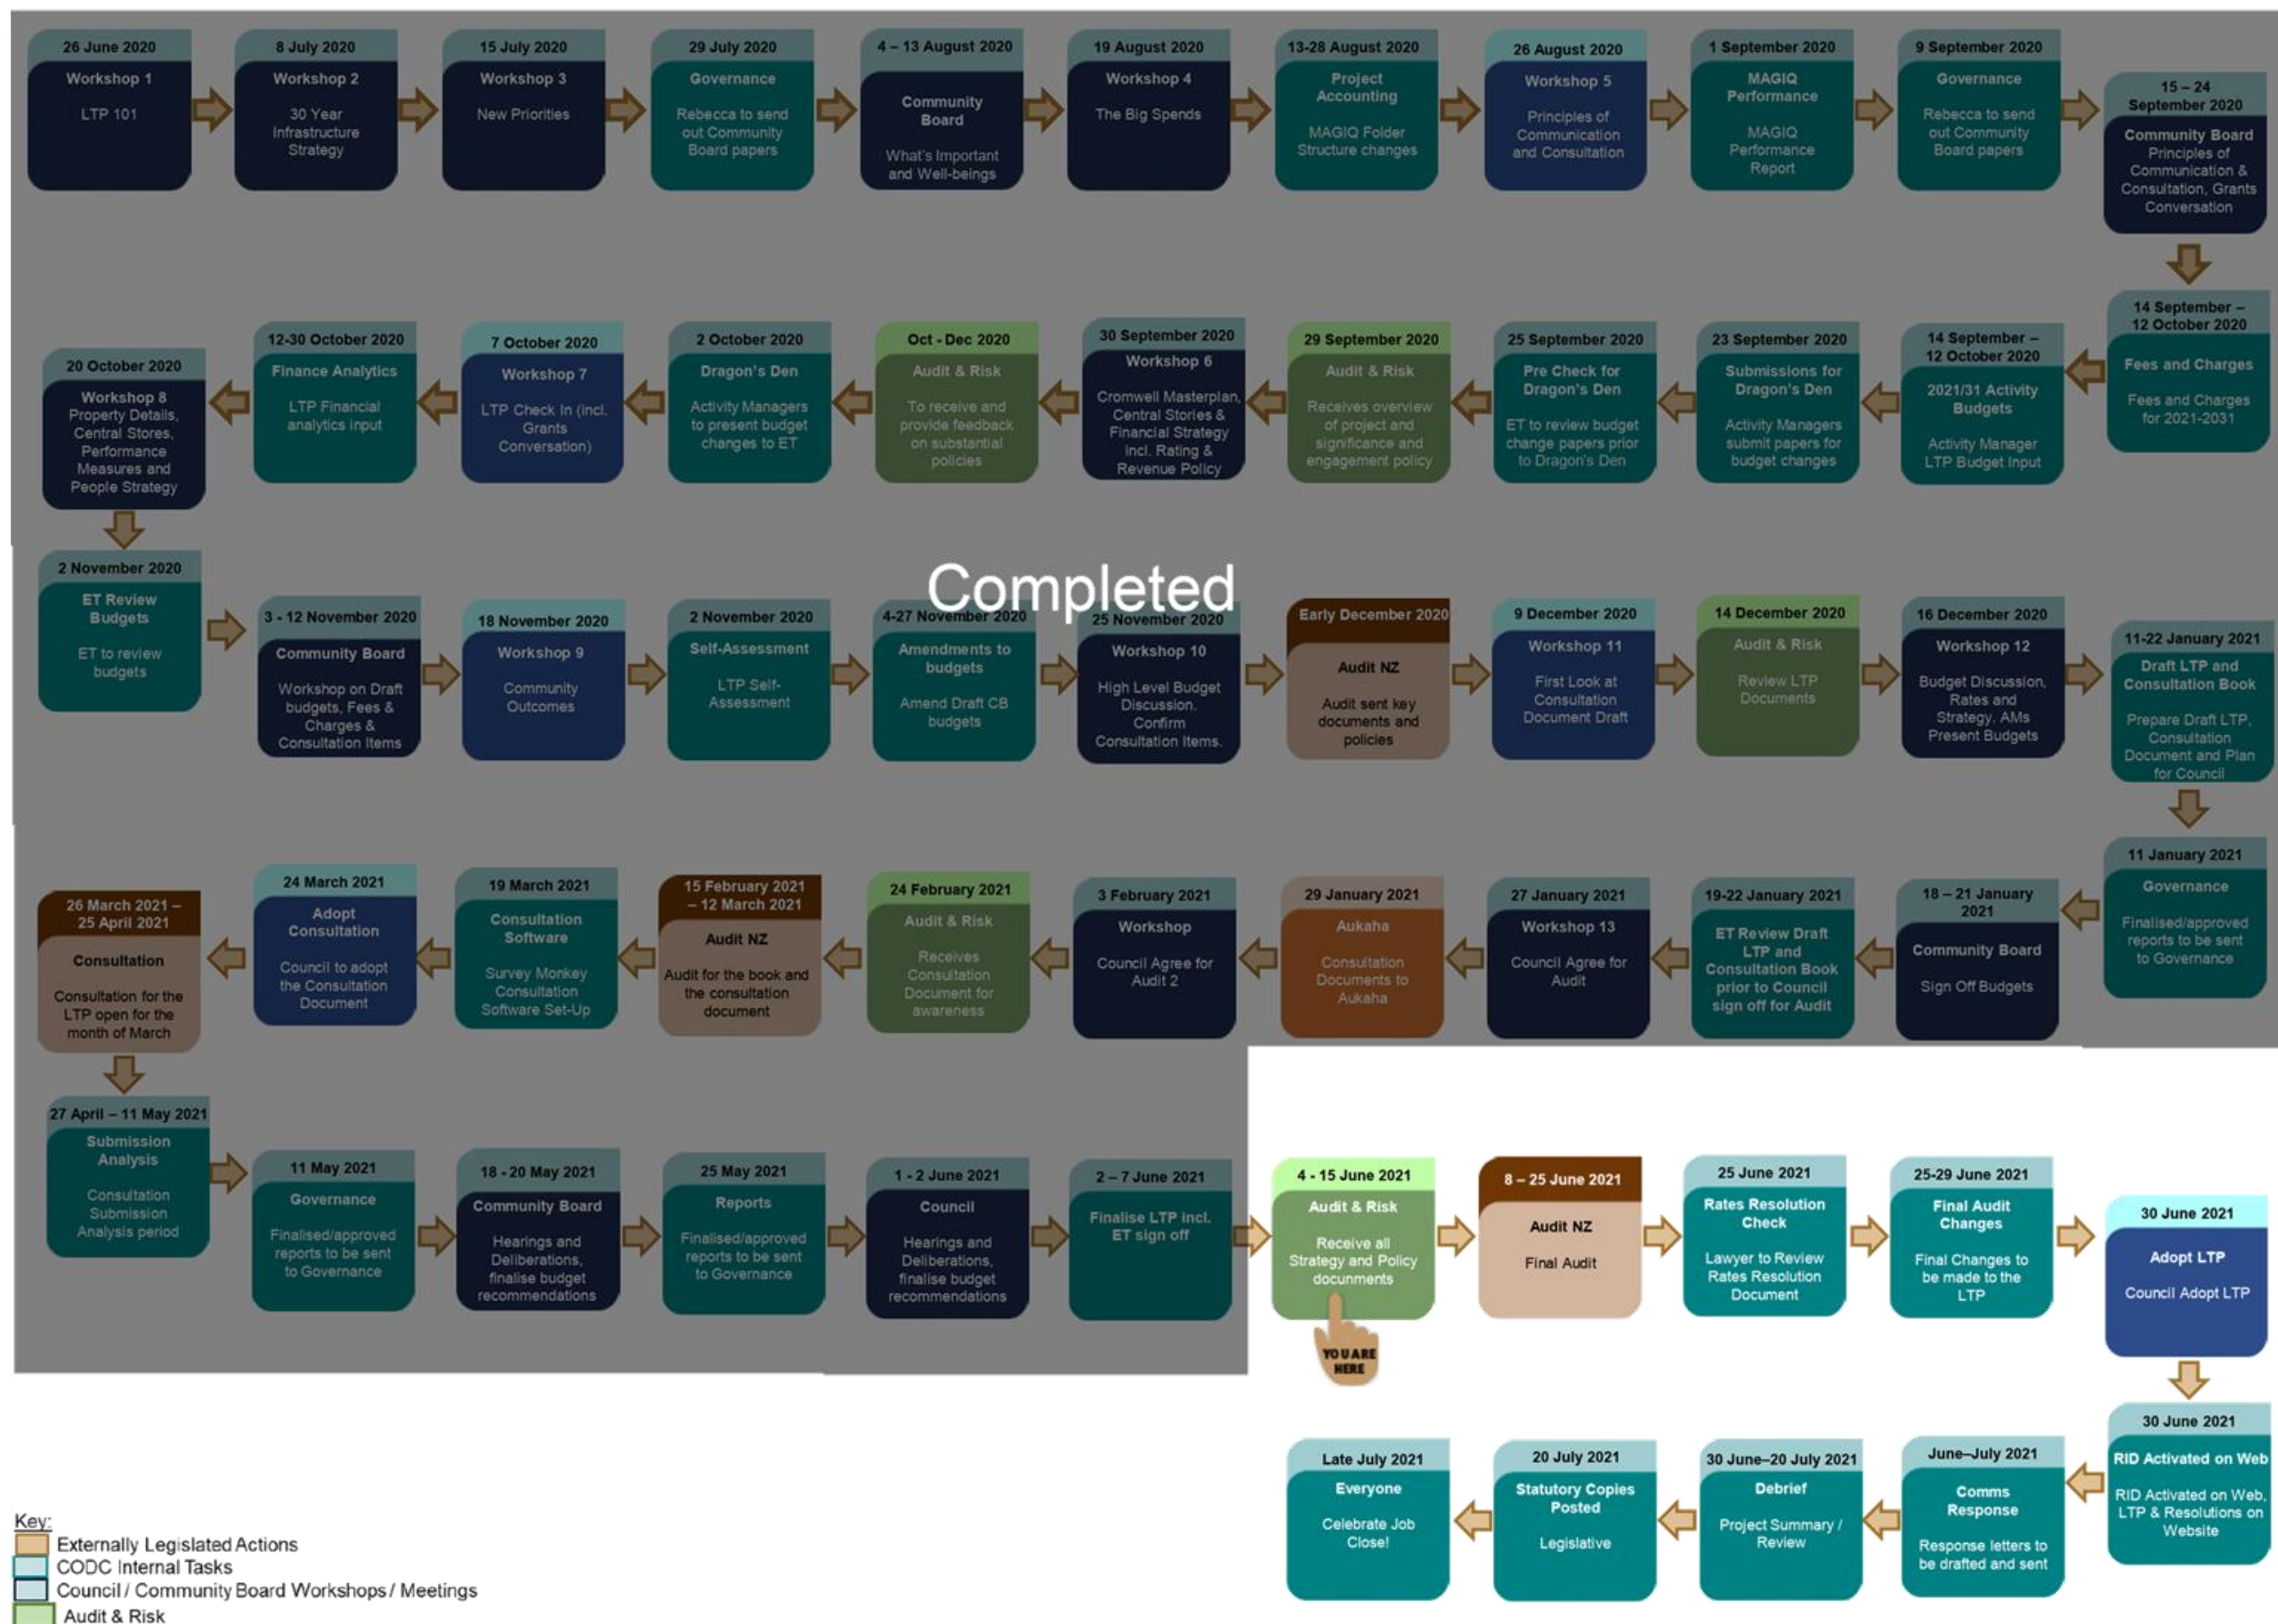 26 June 2020
Workshop 1
LTP 101
8 July 2020
Workshop 2
30 Year
Infrastructure
Strategy
15 July 2020
Workshop 3
New Priorities
29 July 2020
Governance
Rebecca to send
out Community
Board papers
4 – 13 August 2020
Community
Board
What's Important
and Well-beings
19 August 2020
Workshop 4
The Big Spends
13-28 August 2020
Project
Accounting
MAGIQ Folder
Structure changes
26 August 2020
Workshop 5
Principles of
Communication
and Consultation
1 September 2020
MAGIQ
Performance
MAGIQ
Performance
Report
9 September 2020
Governance
Rebecca to send
out Community
Board papers
15 – 24
September 2020
Community Board
Principles of
Communication &
Consultation, Grants
Conversation
14 September –
12 October 2020
Fees and Charges
Fees and Charges
for 2021-2031
14 September –
12 October 2020
2021/31 Activity
Budgets
Activity Manager
LTP Budget Input
23 September 2020
Submissions for
Dragon's Den
Activity Managers
submit papers for
budget changes
25 September 2020
Pre Check for
Dragon's Den
ET to review budget
change papers prior
to Dragon's Den
29 September 2020
Audit & Risk
Receives overview
of project and
significance and
engagement policy
30 September 2020
Workshop 6
Cromwell Masterplan,
Central Stories &
Financial Strategy
incl. Rating &
Revenue Policy
Oct - Dec 2020
Audit & Risk
To receive and
provide feedback
on substantial
policies
2 October 2020
Dragon's Den
Activity Managers
to present budget
changes to ET
7 October 2020
Workshop 7
LTP Check In (incl.
Grants
Conversation)
12-30 October 2020
Finance Analytics
LTP Financial
analytics input
20 October 2020
Workshop 8
Property Details,
Central Stores,
Performance
Measures and
People Strategy
2 November 2020
ET Review
Budgets
ET to review
budgets
3 - 12 November 2020
Community Board
Workshop on Draft
budgets, Fees &
Charges &
Consultation Items
18 November 2020
Workshop 9
Community
Outcomes
2 November 2020
Self-Assessment
LTP Self-
Assessment
Completed
4-27 November 2020
Amendments to
budgets
Amend Draft CB
budgets
25 November 2020
Workshop 10
High Level Budget
Discussion.
Confirm
Consultation Items.
Early December 2020
Audit NZ
Audit sent key
documents and
policies
9 December 2020
Workshop 11
First Look at
Consultation
Document Draft
14 December 2020
Audit & Risk
Review LTP
Documents
16 December 2020
Workshop 12
Budget Discussion,
Rates and
Strategy. AMs
Present Budgets
11-22 January 2021
Draft LTP and
Consultation Book
Prepare Draft LTP,
Consultation
Document and Plan
for Council
11 January 2021
Governance
Finalised/approved
reports to be sent
to Governance
18 – 21 January
2021
Community Board
Sign Off Budgets
19-22 January 2021
ET Review Draft
LTP and
Consultation Book
prior to Council
sign off for Audit
27 January 2021
Workshop 13
Council Agree for
Audit
29 January 2021
Aukaha
Consultation
Documents to
Aukaha
3 February 2021
Workshop
Council Agree for
Audit 2
24 February 2021
Audit & Risk
Receives
Consultation
Document for
awareness
15 February 2021
– 12 March 2021
Audit NZ
Audit for the book and
the consultation
document
19 March 2021
Consultation
Software
Survey Monkey
Consultation
Software Set-Up
24 March 2021
Adopt
Consultation
Council to adopt
the Consultation
Document
26 March 2021 –
25 April 2021
Consultation
Consultation for the
LTP open for the
month of March
27 April – 11 May 2021
Submission
Analysis
Consultation
Submission
Analysis period
11 May 2021
Governance
Finalised/approved
reports to be sent
to Governance
18 - 20 May 2021
Community Board
Hearings and
Deliberations,
finalise budget
recommendations
25 May 2021
Reports
Finalised/approved
reports to be sent
to Governance
1 - 2 June 2021
Council
Hearings and
Deliberations,
finalise budget
recommendations
2 – 7 June 2021
Finalise LTP incl.
ET sign off
4 - 15 June 2021
Audit & Risk
Receive all
Strategy and Policy
documments
YOU ARE
HERE
8 – 25 June 2021
Audit NZ
Final Audit
25 June 2021
Rates Resolution
Check
Lawyer to Review
Rates Resolution
Document
25-29 June 2021
Final Audit
Changes
Final Changes to
be made to the
LTP
30 June 2021
Adopt LTP
Council Adopt LTP
30 June 2021
RID Activated on Web
RID Activated on Web,
LTP & Resolutions on
Website
June–July 2021
Comms
Response
Response letters to
be drafted and sent
30 June–20 July 2021
Debrief
Project Summary /
Review
20 July 2021
Statutory Copies
Posted
Legislative
Late July 2021
Everyone
Celebrate Job
Close!
Key:
Externally Legislated Actions
CODC Internal Tasks
Council / Community Board Workshops / Meetings
Audit & Risk